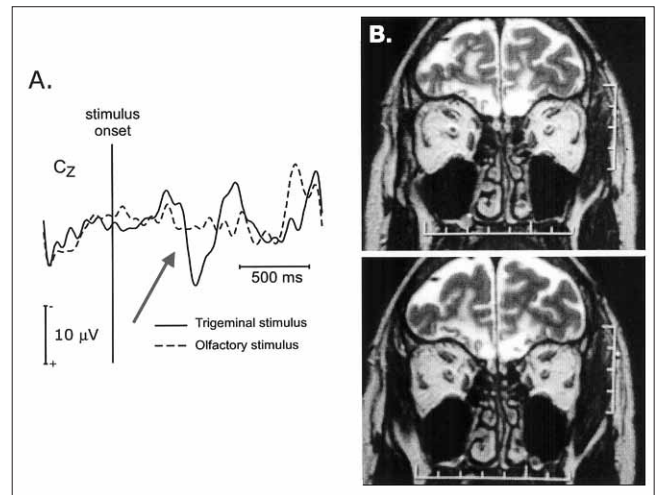 A.
stimulus
onset
Cz
500 ms
-
10 µV
+
Trigeminal stimulus
Olfactory stimulus
B.